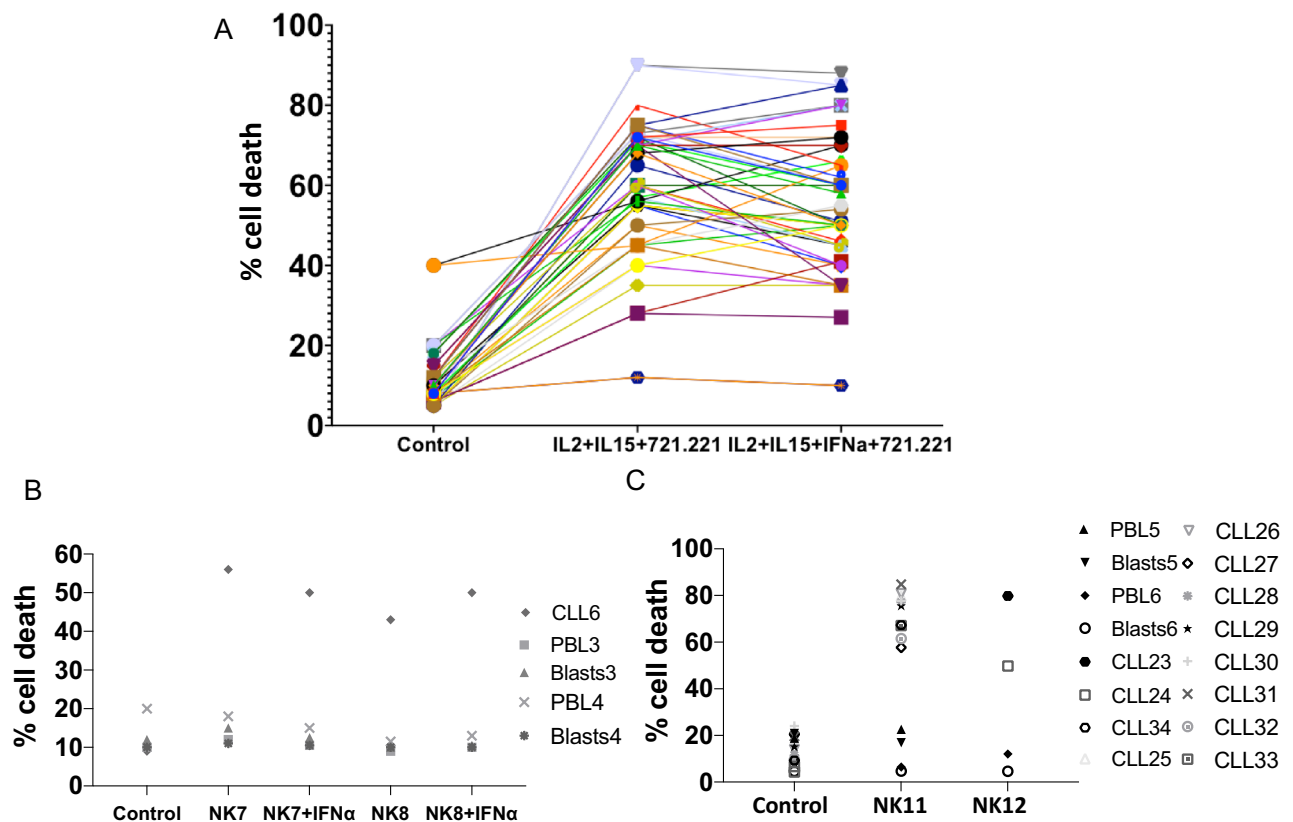 A
% cell death
100
80
60
40
20
0
Control IL2+IL15+721.221 IL2+IL15+IFNa+721.221
B
% cell death
60
50
40
30
20
10
0
Control NK7 NK7+IFNα NK8 NK8+IFNα
CLL6
PBL3
Blasts3
PBL4
Blasts4
C
% cell death
100
80
60
40
20
0
Control NK11 NK12
PBL5 CLL26
Blasts5 CLL27
PBL6 CLL28
Blasts6 CLL29
CLL23 CLL30
CLL24 CLL31
CLL34 CLL32
CLL25 CLL33